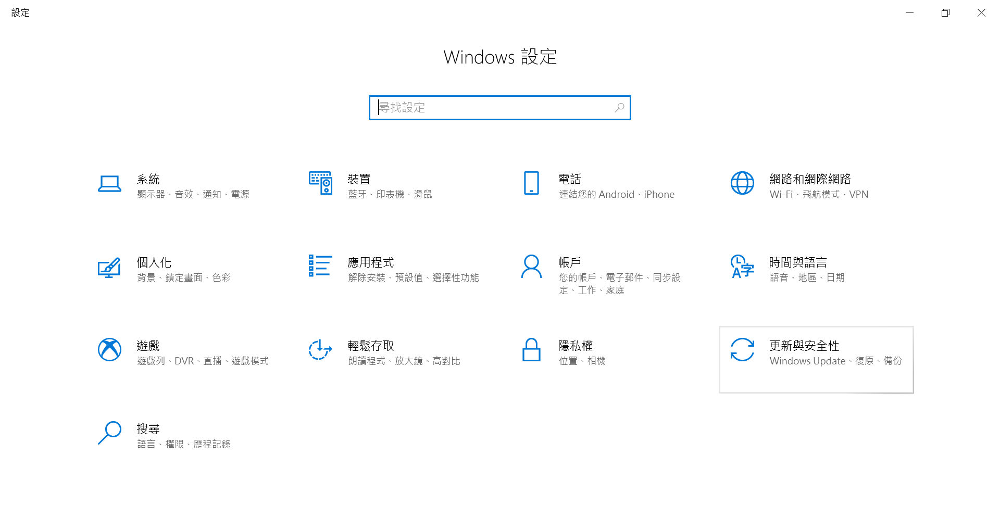 設定
Windows 設定
尋找設定
系統
顯示器、音效、通知、電源
裝置
藍牙、印表機、滑鼠
電話
連結您的 Android、iPhone
網路和網際網路
Wi-Fi、飛航模式、VPN
個人化
背景、鎖定畫面、色彩
應用程式
解除安裝、預設值、選擇性功能
帳戶
您的帳戶、電子郵件、同步設
定、工作、家庭
時間與語言
語音、地區、日期
遊戲
遊戲列、DVR、直播、遊戲模式
輕鬆存取
朗讀程式、放大鏡、高對比
隱私權
位置、相機
更新與安全性
Windows Update、復原、備份
搜尋
語言、權限、歷程記錄
A字